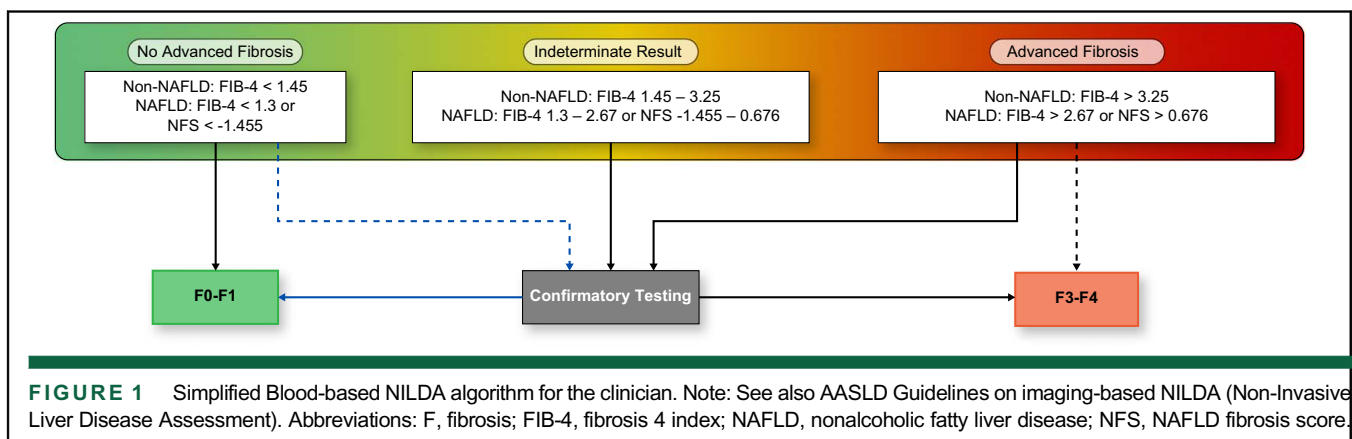 No Advanced Fibrosis
Non-NAFLD: FIB-4 < 1.45
NAFLD: FIB-4 < 1.3 or
NFS < -1.455
Indeterminate Result
Non-NAFLD: FIB-4 1.45 – 3.25
NAFLD: FIB-4 1.3 – 2.67 or NFS -1.455 – 0.676
Advanced Fibrosis
Non-NAFLD: FIB-4 > 3.25
NAFLD: FIB-4 > 2.67 or NFS > 0.676
F0-F1
Confirmatory Testing
F3-F4
FIGURE 1 Simplified Blood-based NILDA algorithm for the clinician. Note: See also AASLD Guidelines on imaging-based NILDA (Non-Invasive
Liver Disease Assessment). Abbreviations: F, fibrosis; FIB-4, fibrosis 4 index; NAFLD, nonalcoholic fatty liver disease; NFS, NAFLD fibrosis score.